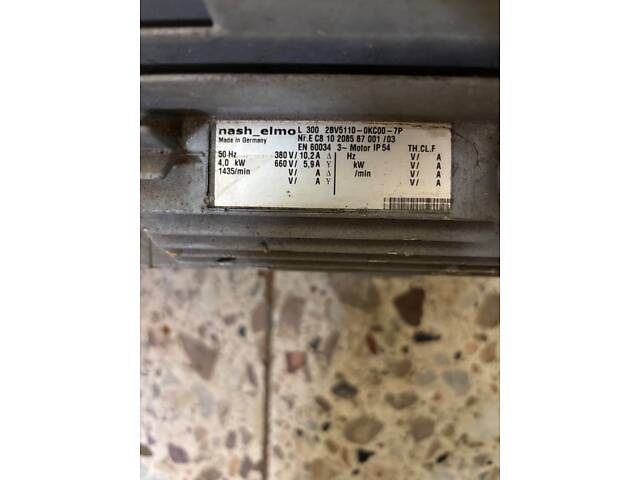 nash_elmo L 300 2BV5110-0KC00-7P
Made in Germany Nr.E C8 10 2085 87 001 /03
EN 60034 3~ Motor IP 54 TH.CL.F
50 Hz 380 V/ 10,2 A Δ Hz V/ A
4,0 kW 660 V/ 5,9 A Y kW V/ A
1435/min V/ A Δ /min V/ A
V/ A Y V/ A